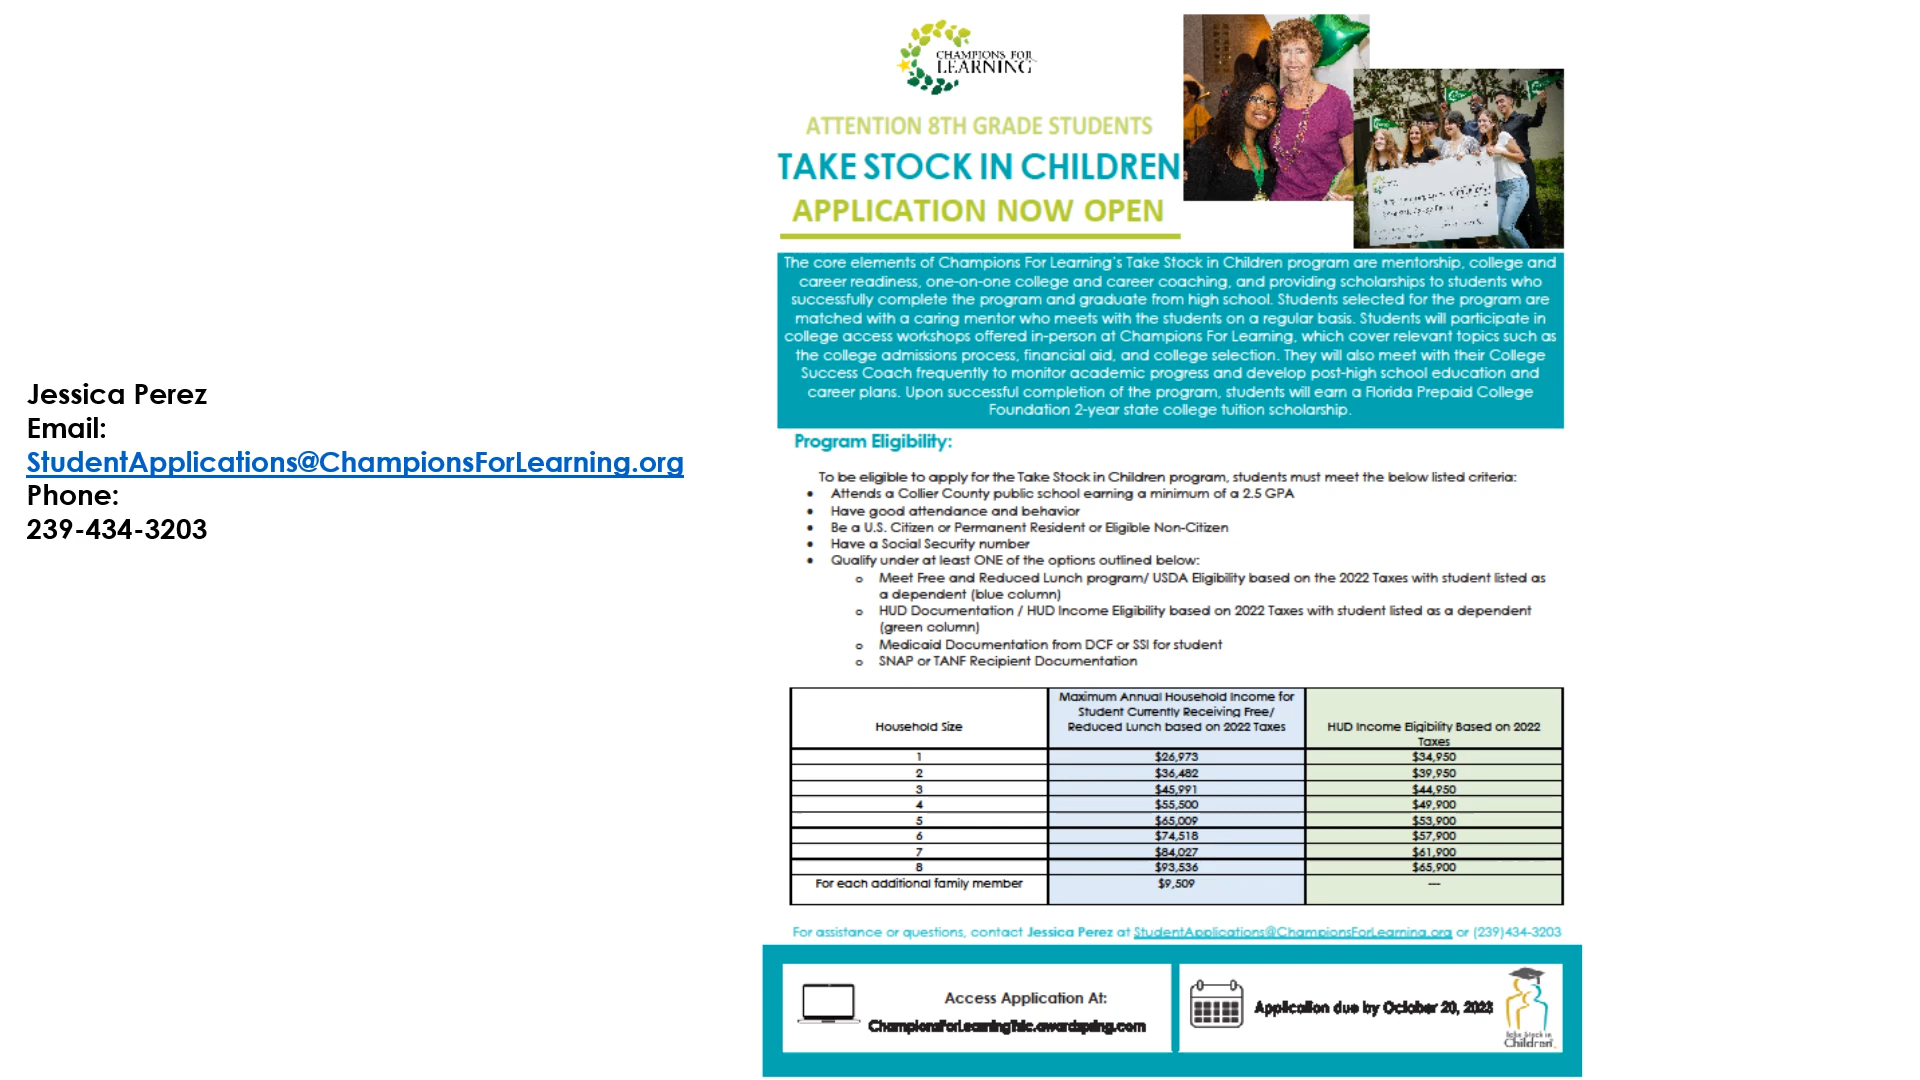 Jessica Perez
Email:
StudentApplications@ChampionsForLearning.org
Phone:
239-434-3203
CHAMPIONS FOR
LEARNING
ATTENTION 8TH GRADE STUDENTS
TAKE STOCK IN CHILDREN
APPLICATION NOW OPEN
The core elements of Champions For Learning's Take Stock in Children program are mentorship, college and
career readiness, one-on-one college and career coaching, and providing scholarships to students who
successfully complete the program and graduate from high school. Students selected for the program are
matched with a caring mentor who meets with the students on a regular basis. Students will participate in
college access workshops offered in-person at Champions For Learning, which cover relevant topics such as
the college admissions process, financial aid, and college selection. They will also meet with their College
Success Coach frequently to monitor academic progress and develop post-high school education and
career plans. Upon successful completion of the program, students will earn a Florida Prepaid College
Foundation 2-year state college tuition scholarship.
Program Eligibility:
To be eligible to apply for the Take Stock in Children program, students must meet the below listed criteria:
• Attends a Collier County public school earning a minimum of a 2.5 GPA
• Have good attendance and behavior
• Be a U.S. Citizen or Permanent Resident or Eligible Non-Citizen
• Have a Social Security number
• Qualify under at least ONE of the options outlined below:
o Meet Free and Reduced Lunch program/ USDA Eligibility based on the 2022 Taxes with student listed as
a dependent (blue column)
o HUD Documentation / HUD Income Eligibility based on 2022 Taxes with student listed as a dependent
(green column)
o Medicaid Documentation from DCF or SSI for student
o SNAP or TANF Recipient Documentation
Household Size
Maximum Annual Household Income for
Student Currently Receiving Free/
Reduced Lunch based on 2022 Taxes
HUD Income Eligibility Based on 2022
Taxes
1 $26,973 $34,950
2 $36,482 $39,950
3 $45,991 $44,950
4 $55,500 $49,900
5 $65,009 $53,900
6 $74,518 $57,900
7 $84,027 $61,900
8 $93,536 $65,900
For each additional family member $9,509 ---
For assistance or questions, contact Jessica Perez at StudentApplications@ChampionsForLearning.org or (239)434-3203
Access Application At:
ChampionsForLearningTSIC.awardspring.com
Application due by October 20, 2023
Take Stock in
Children